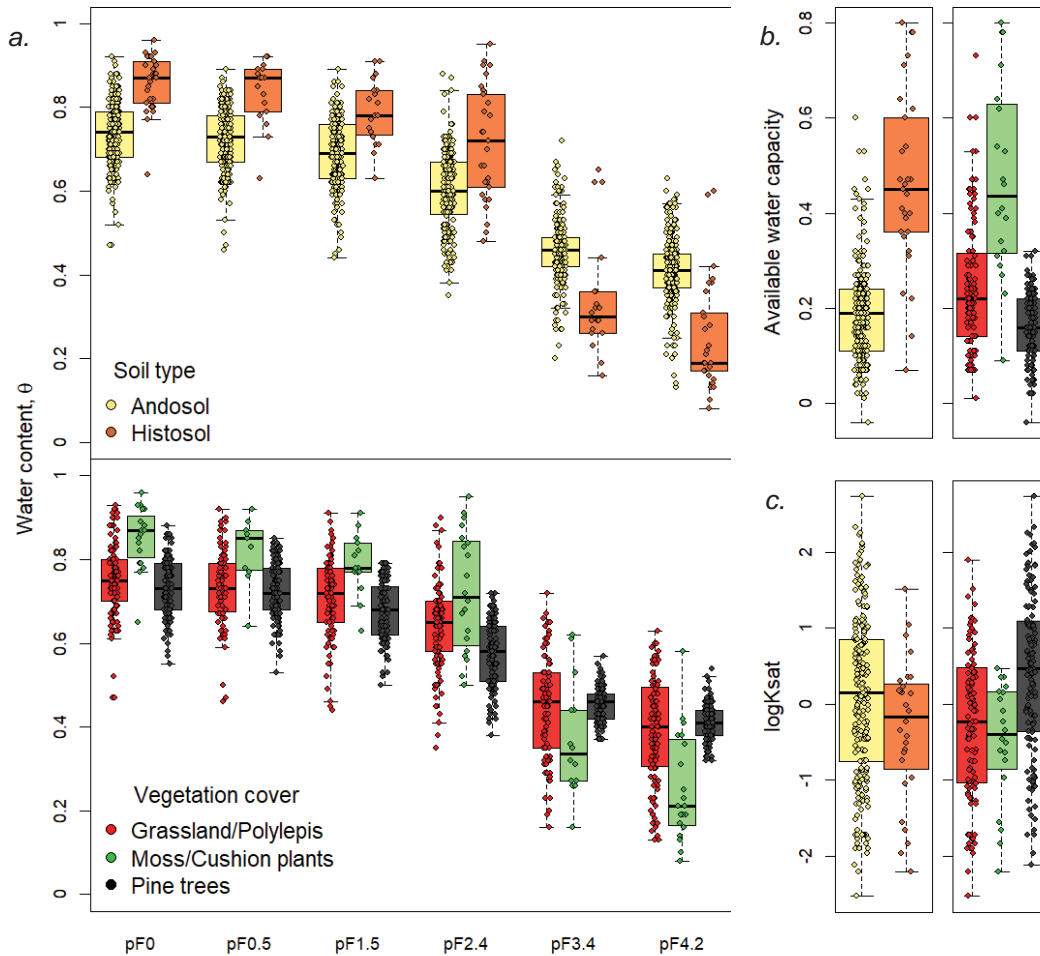 a.
Water content, θ
1
0.8
0.6
0.4
0.2
0
Soil type
Andosol
Histosol
1
0.8
0.6
0.4
0.2
0
Vegetation cover
Grassland/Polylepis
Moss/Cushion plants
Pine trees
pF0 pF0.5 pF1.5 pF2.4 pF3.4 pF4.2
b.
Available water capacity
0.8
0.6
0.4
0.2
0
c.
logKsat
2
1
0
-1
-2